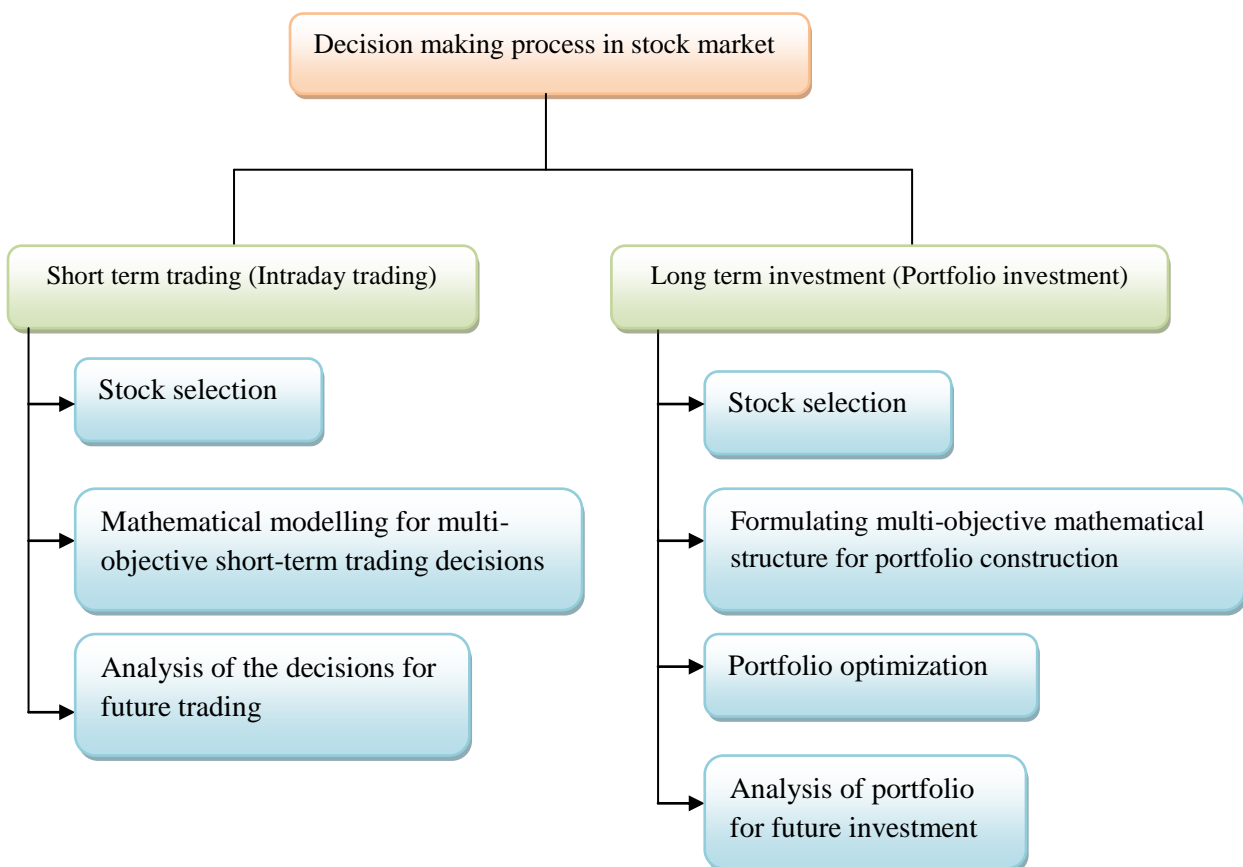 Decision making process in stock market
Short term trading (Intraday trading)
Stock selection
Mathematical modelling for multi-
objective short-term trading decisions
Analysis of the decisions for
future trading
Long term investment (Portfolio investment)
Stock selection
Formulating multi-objective mathematical
structure for portfolio construction
Portfolio optimization
Analysis of portfolio
for future investment